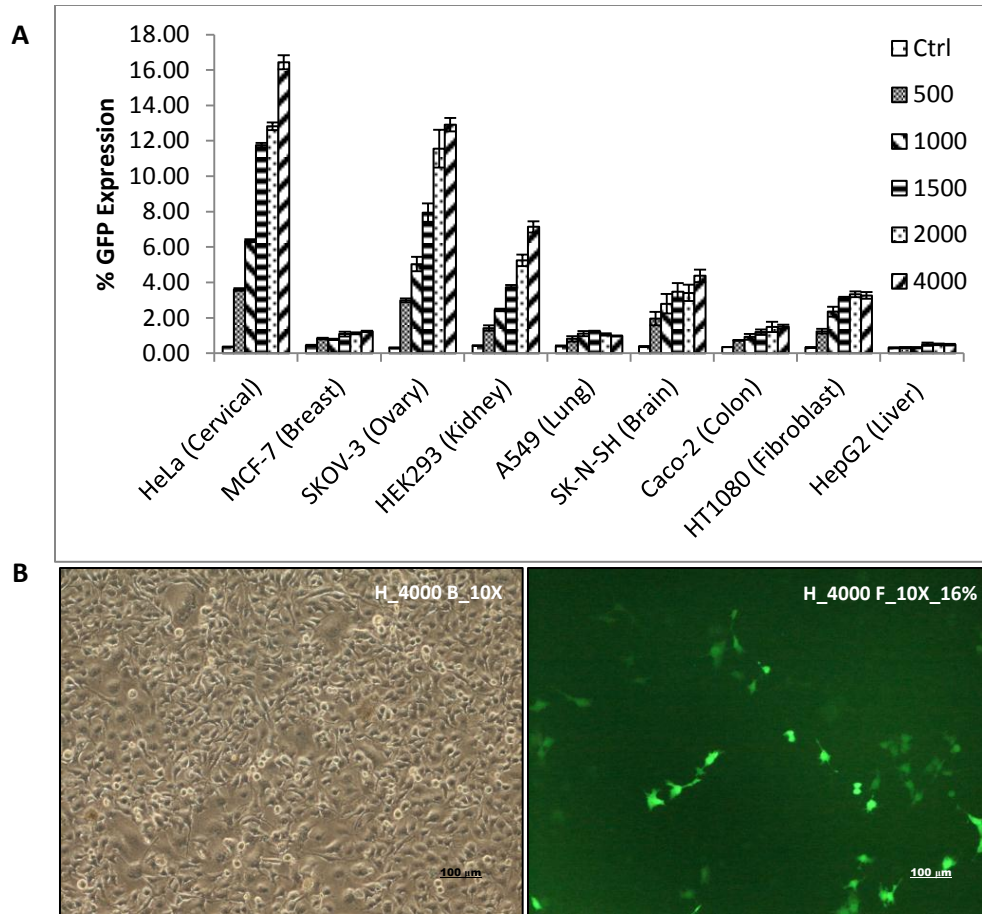 A
% GFP Expression
18.00
16.00
14.00
12.00
10.00
8.00
6.00
4.00
2.00
0.00
Ctrl
500
1000
1500
2000
4000
HeLa (Cervical)
MCF-7 (Breast)
SKOV-3 (Ovary)
HEK293 (Kidney)
A549 (Lung)
SK-N-SH (Brain)
Caco-2 (Colon)
HT1080 (Fibroblast)
HepG2 (Liver)
B
H_4000 B_10X
100 μm
H_4000 F_10X_16%
100 μm